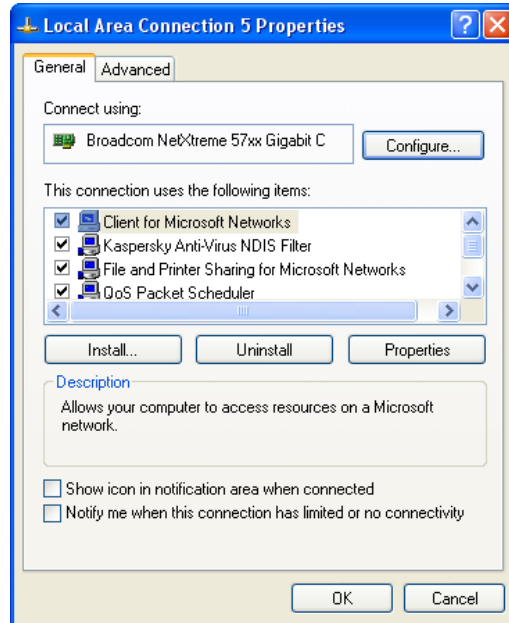 Local Area Connection 5 Properties
General
Advanced
Connect using:
Broadcom NetXtreme 57xx Gigabit C
Configure...
This connection uses the following items:
Client for Microsoft Networks
Kaspersky Anti-Virus NDIS Filter
File and Printer Sharing for Microsoft Networks
QoS Packet Scheduler
Install...
Uninstall
Properties
Description
Allows your computer to access resources on a Microsoft
network.
Show icon in notification area when connected
Notify me when this connection has limited or no connectivity
OK
Cancel